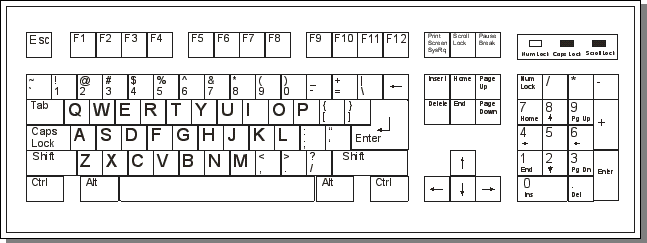 Esc F1 F2 F3 F4 F5 F6 F7 F8 F9 F10 F11 F12 Print Screen SysRq Scroll Lock Pause Break Num Lock Caps Lock Scroll Lock
~ ` ! 1 @ 2 # 3 $ 4 % 5 ^ 6 & 7 * 8 ( 9 ) 0 _ - + = | \ ← Insert Home Page Up Num Lock / * -
Tab Q W E R T Y U I O P { [ } ] Delete End Page Down 7 Home 8 ↑ 9 Pg Up +
Caps Lock A S D F G H J K L : ; " ' Enter 4 ← 5 6 →
Shift Z X C V B N M < , > . ? / Shift ↑ 1 End 2 ↓ 3 Pg Dn Enter
Ctrl Alt Alt Ctrl ← ↓ → 0 Ins . Del